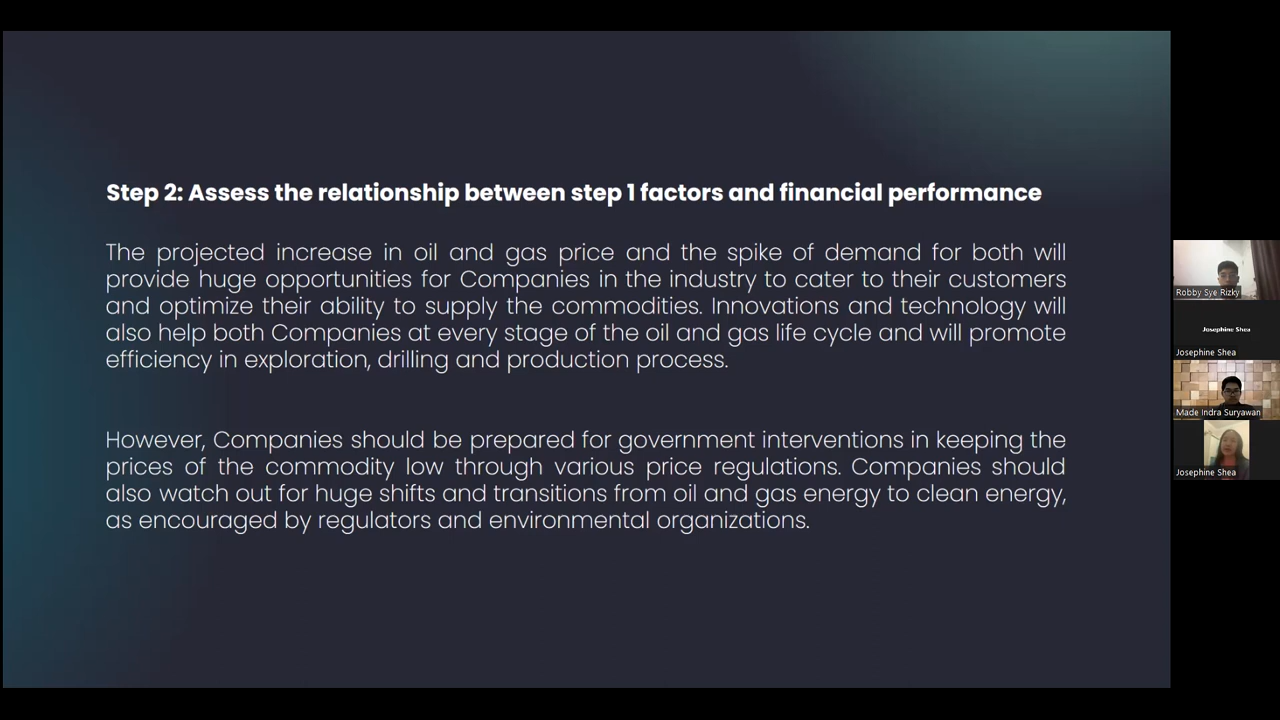 Step 2: Assess the relationship between step 1 factors and financial performance
The projected increase in oil and gas price and the spike of demand for both will
provide huge opportunities for Companies in the industry to cater to their customers
and optimize their ability to supply the commodities. Innovations and technology will
also help both Companies at every stage of the oil and gas life cycle and will promote
efficiency in exploration, drilling and production process.
However, Companies should be prepared for government interventions in keeping the
prices of the commodity low through various price regulations. Companies should
also watch out for huge shifts and transitions from oil and gas energy to clean energy,
as encouraged by regulators and environmental organizations.
Robby Sye Rizky
Josephine Shea
Josephine Shea
Made Indra Suryawan
Josephine Shea